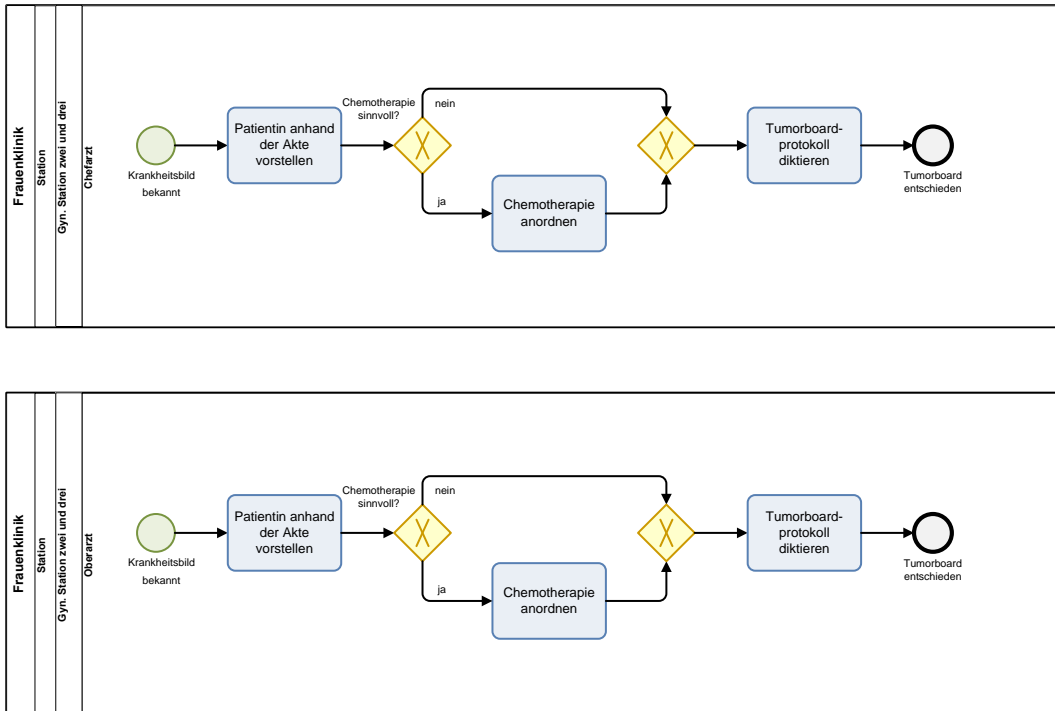 Frauenklinik
Station
Gyn. Station zwei und drei
Chefarzt
Krankheitsbild
bekannt
Patientin anhand
der Akte
vorstellen
Chemotherapie
sinnvoll?
nein
ja
Chemotherapie
anordnen
Tumorboard-
protokoll
diktieren
Tumorboard
entschieden
Frauenklinik
Station
Gyn. Station zwei und drei
Oberarzt
Krankheitsbild
bekannt
Patientin anhand
der Akte
vorstellen
Chemotherapie
sinnvoll?
nein
ja
Chemotherapie
anordnen
Tumorboard-
protokoll
diktieren
Tumorboard
entschieden